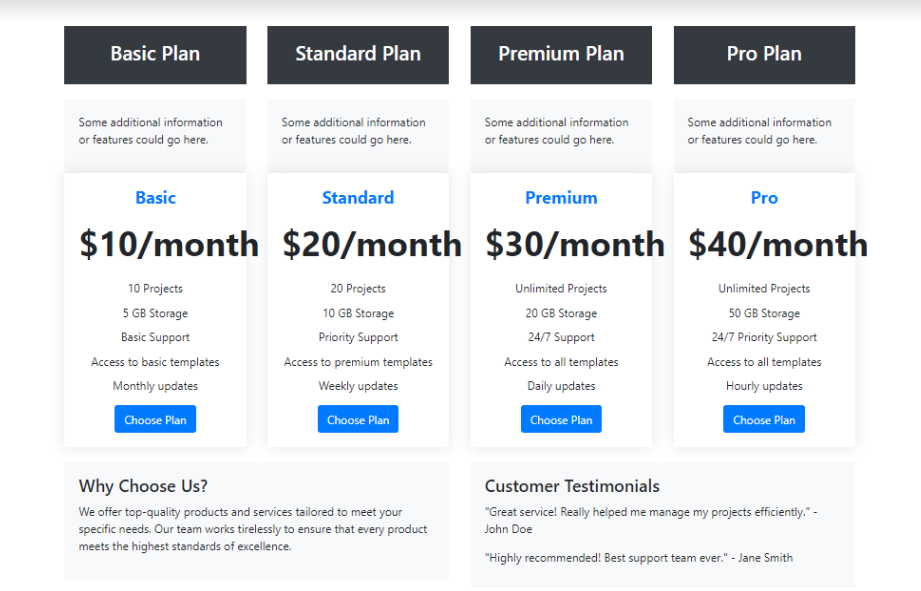 Basic Plan
Standard Plan
Premium Plan
Pro Plan
Some additional information
or features could go here.
Some additional information
or features could go here.
Some additional information
or features could go here.
Some additional information
or features could go here.
Basic
$10/month
10 Projects
5 GB Storage
Basic Support
Access to basic templates
Monthly updates
Choose Plan
Standard
$20/month
20 Projects
10 GB Storage
Priority Support
Access to premium templates
Weekly updates
Choose Plan
Premium
$30/month
Unlimited Projects
20 GB Storage
24/7 Support
Access to all templates
Daily updates
Choose Plan
Pro
$40/month
Unlimited Projects
50 GB Storage
24/7 Priority Support
Access to all templates
Hourly updates
Choose Plan
Why Choose Us?
We offer top-quality products and services tailored to meet your
specific needs. Our team works tirelessly to ensure that every product
meets the highest standards of excellence.
Customer Testimonials
"Great service! Really helped me manage my projects efficiently." -
John Doe
"Highly recommended! Best support team ever." - Jane Smith